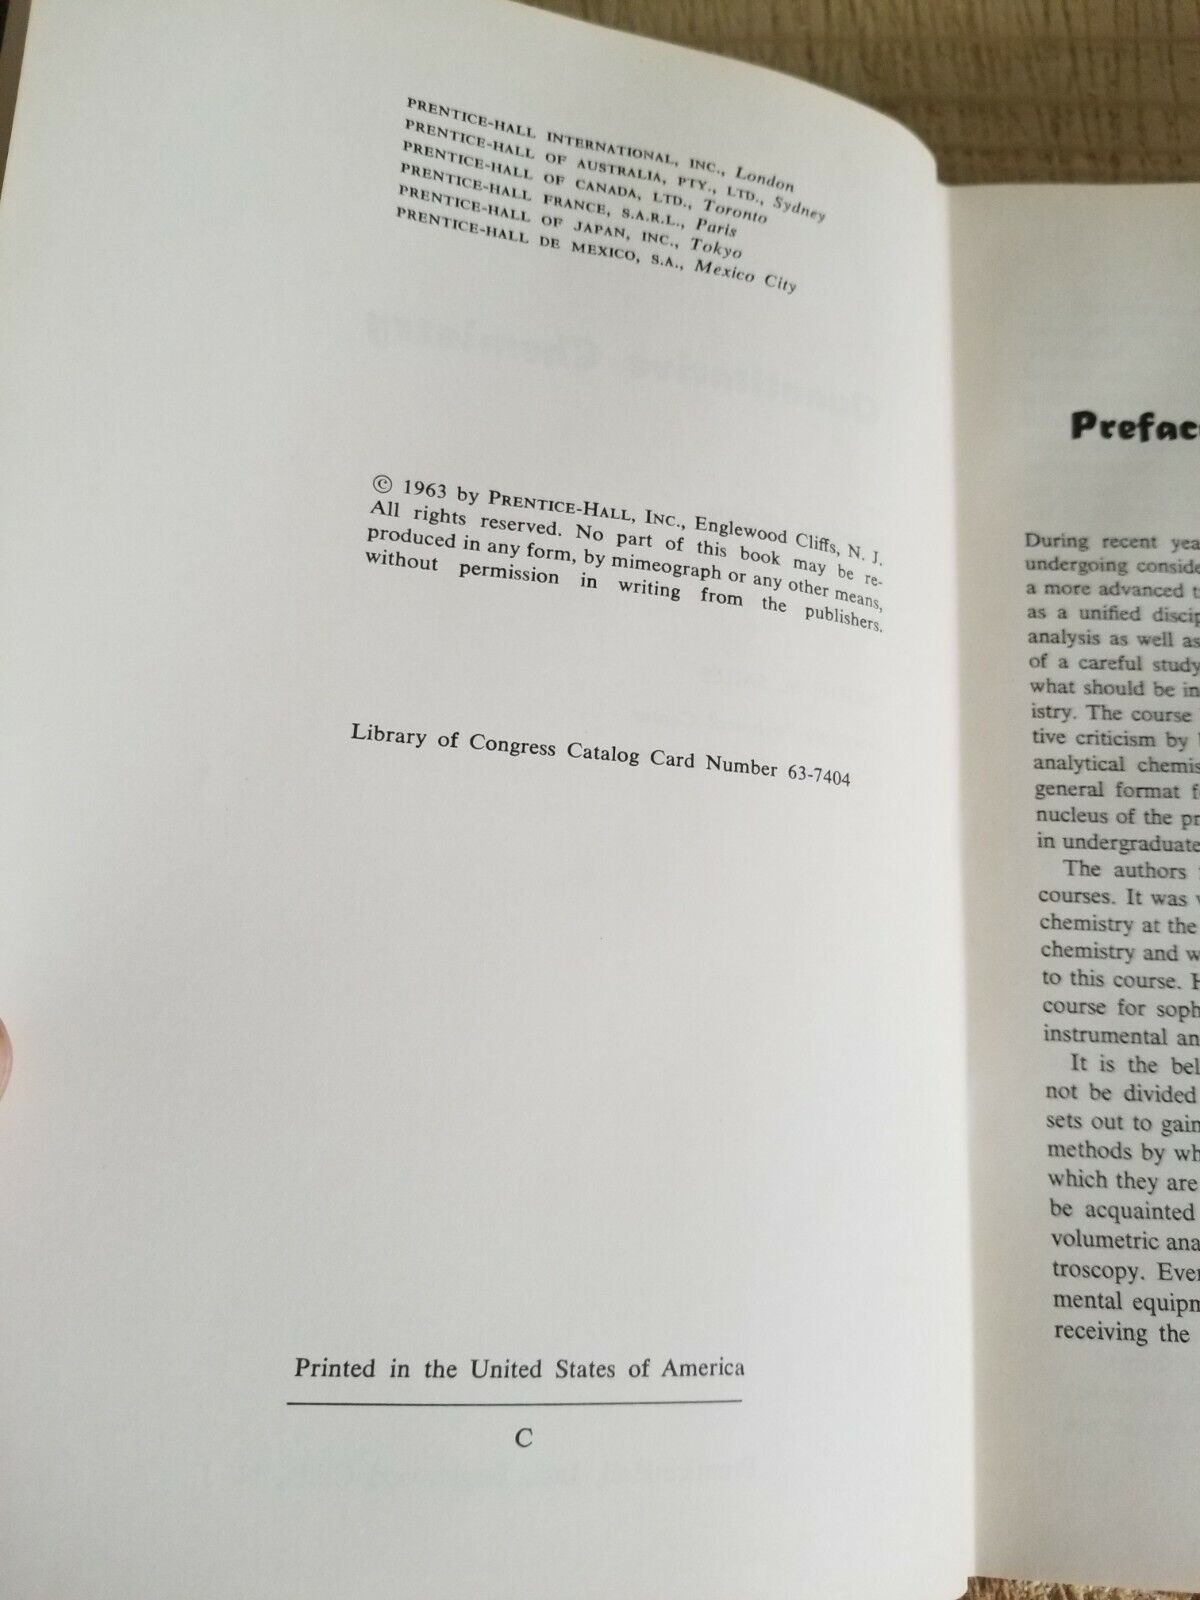 PRENTICE-HALL INTERNATIONAL, INC., London
PRENTICE-HALL OF AUSTRALIA, PTY., LTD., Sydney
PRENTICE-HALL OF CANADA, LTD., Toronto
PRENTICE-HALL FRANCE, S.A.R.L., Paris
PRENTICE-HALL OF JAPAN, INC., Tokyo
PRENTICE-HALL DE MEXICO, S.A., Mexico City
Quantitative Chemistry
© 1963 by PRENTICE-HALL, INC., Englewood Cliffs, N. J.
All rights reserved. No part of this book may be re-
produced in any form, by mimeograph or any other means,
without permission in writing from the publishers.
Library of Congress Catalog Card Number 63-7404
Printed in the United States of America
C
Prefac
During recent yea
undergoing conside
a more advanced t
as a unified discip
analysis as well as
of a careful study
what should be in
istry. The course
tive criticism by
analytical chemis
general format f
nucleus of the pr
in undergraduate
The authors
courses. It was
chemistry at the
chemistry and w
to this course. H
course for soph
instrumental an
It is the bel
not be divided
sets out to gain
methods by wh
which they are
be acquainted
volumetric ana
troscopy. Ever
mental equipm
receiving the